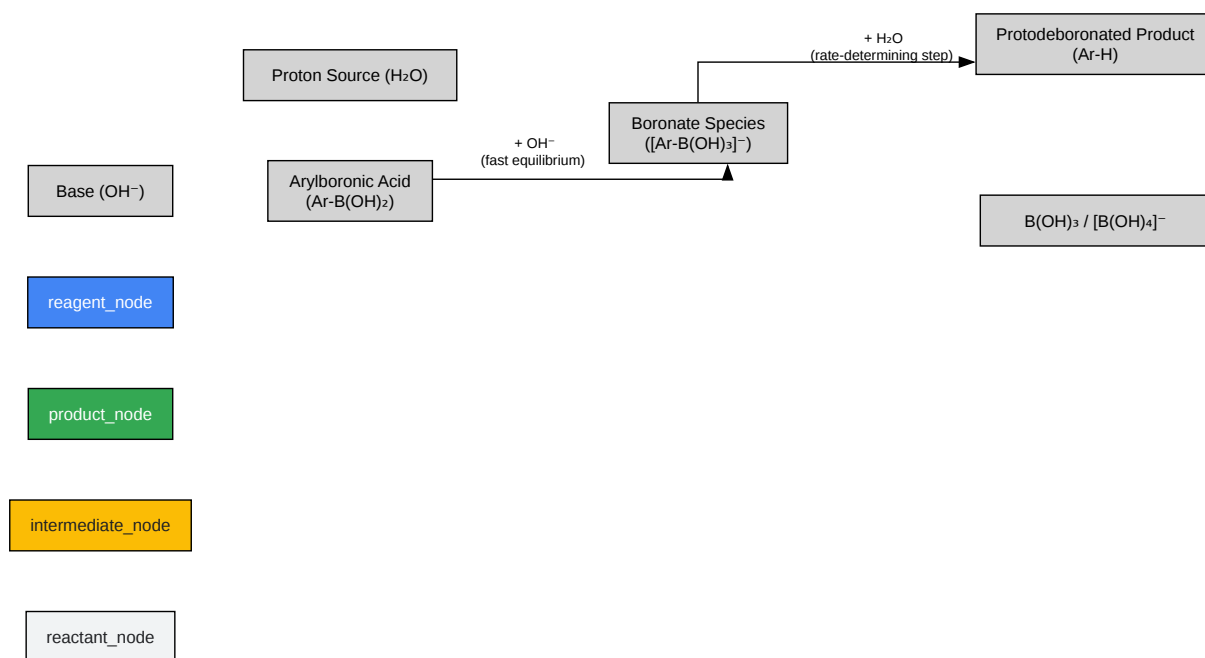 Protodeboronated Product
(Ar-H)
+ H₂O
(rate-determining step)
Proton Source (H₂O)
Boronate Species
([Ar-B(OH)₃]⁻)
+ OH⁻
(fast equilibrium)
Arylboronic Acid
(Ar-B(OH)₂)
Base (OH⁻)
B(OH)₃ / [B(OH)₄]⁻
reagent_node
product_node
intermediate_node
reactant_node